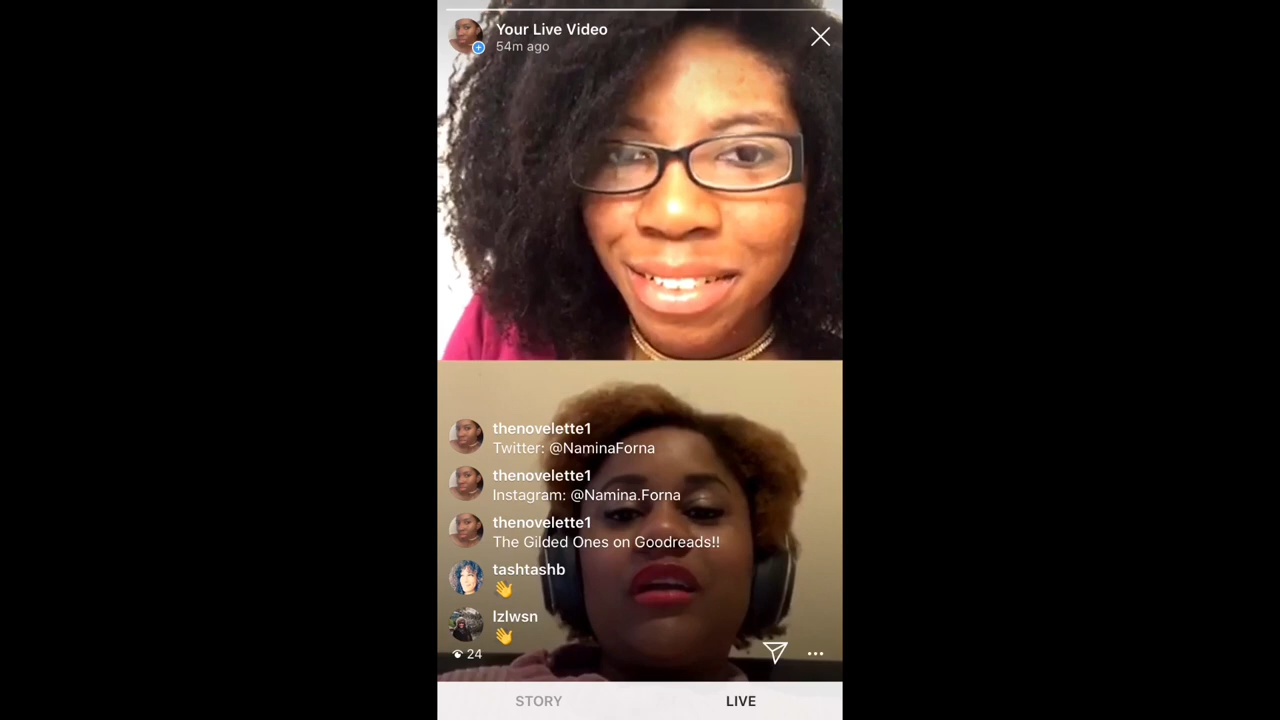 Your Live Video
54m ago
thenovelette1
Twitter: @NaminaForna
thenovelette1
Instagram: @Namina.Forna
thenovelette1
The Gilded Ones on Goodreads!!
tashtashb
👋
lzlwsn
👋
24
STORY
LIVE